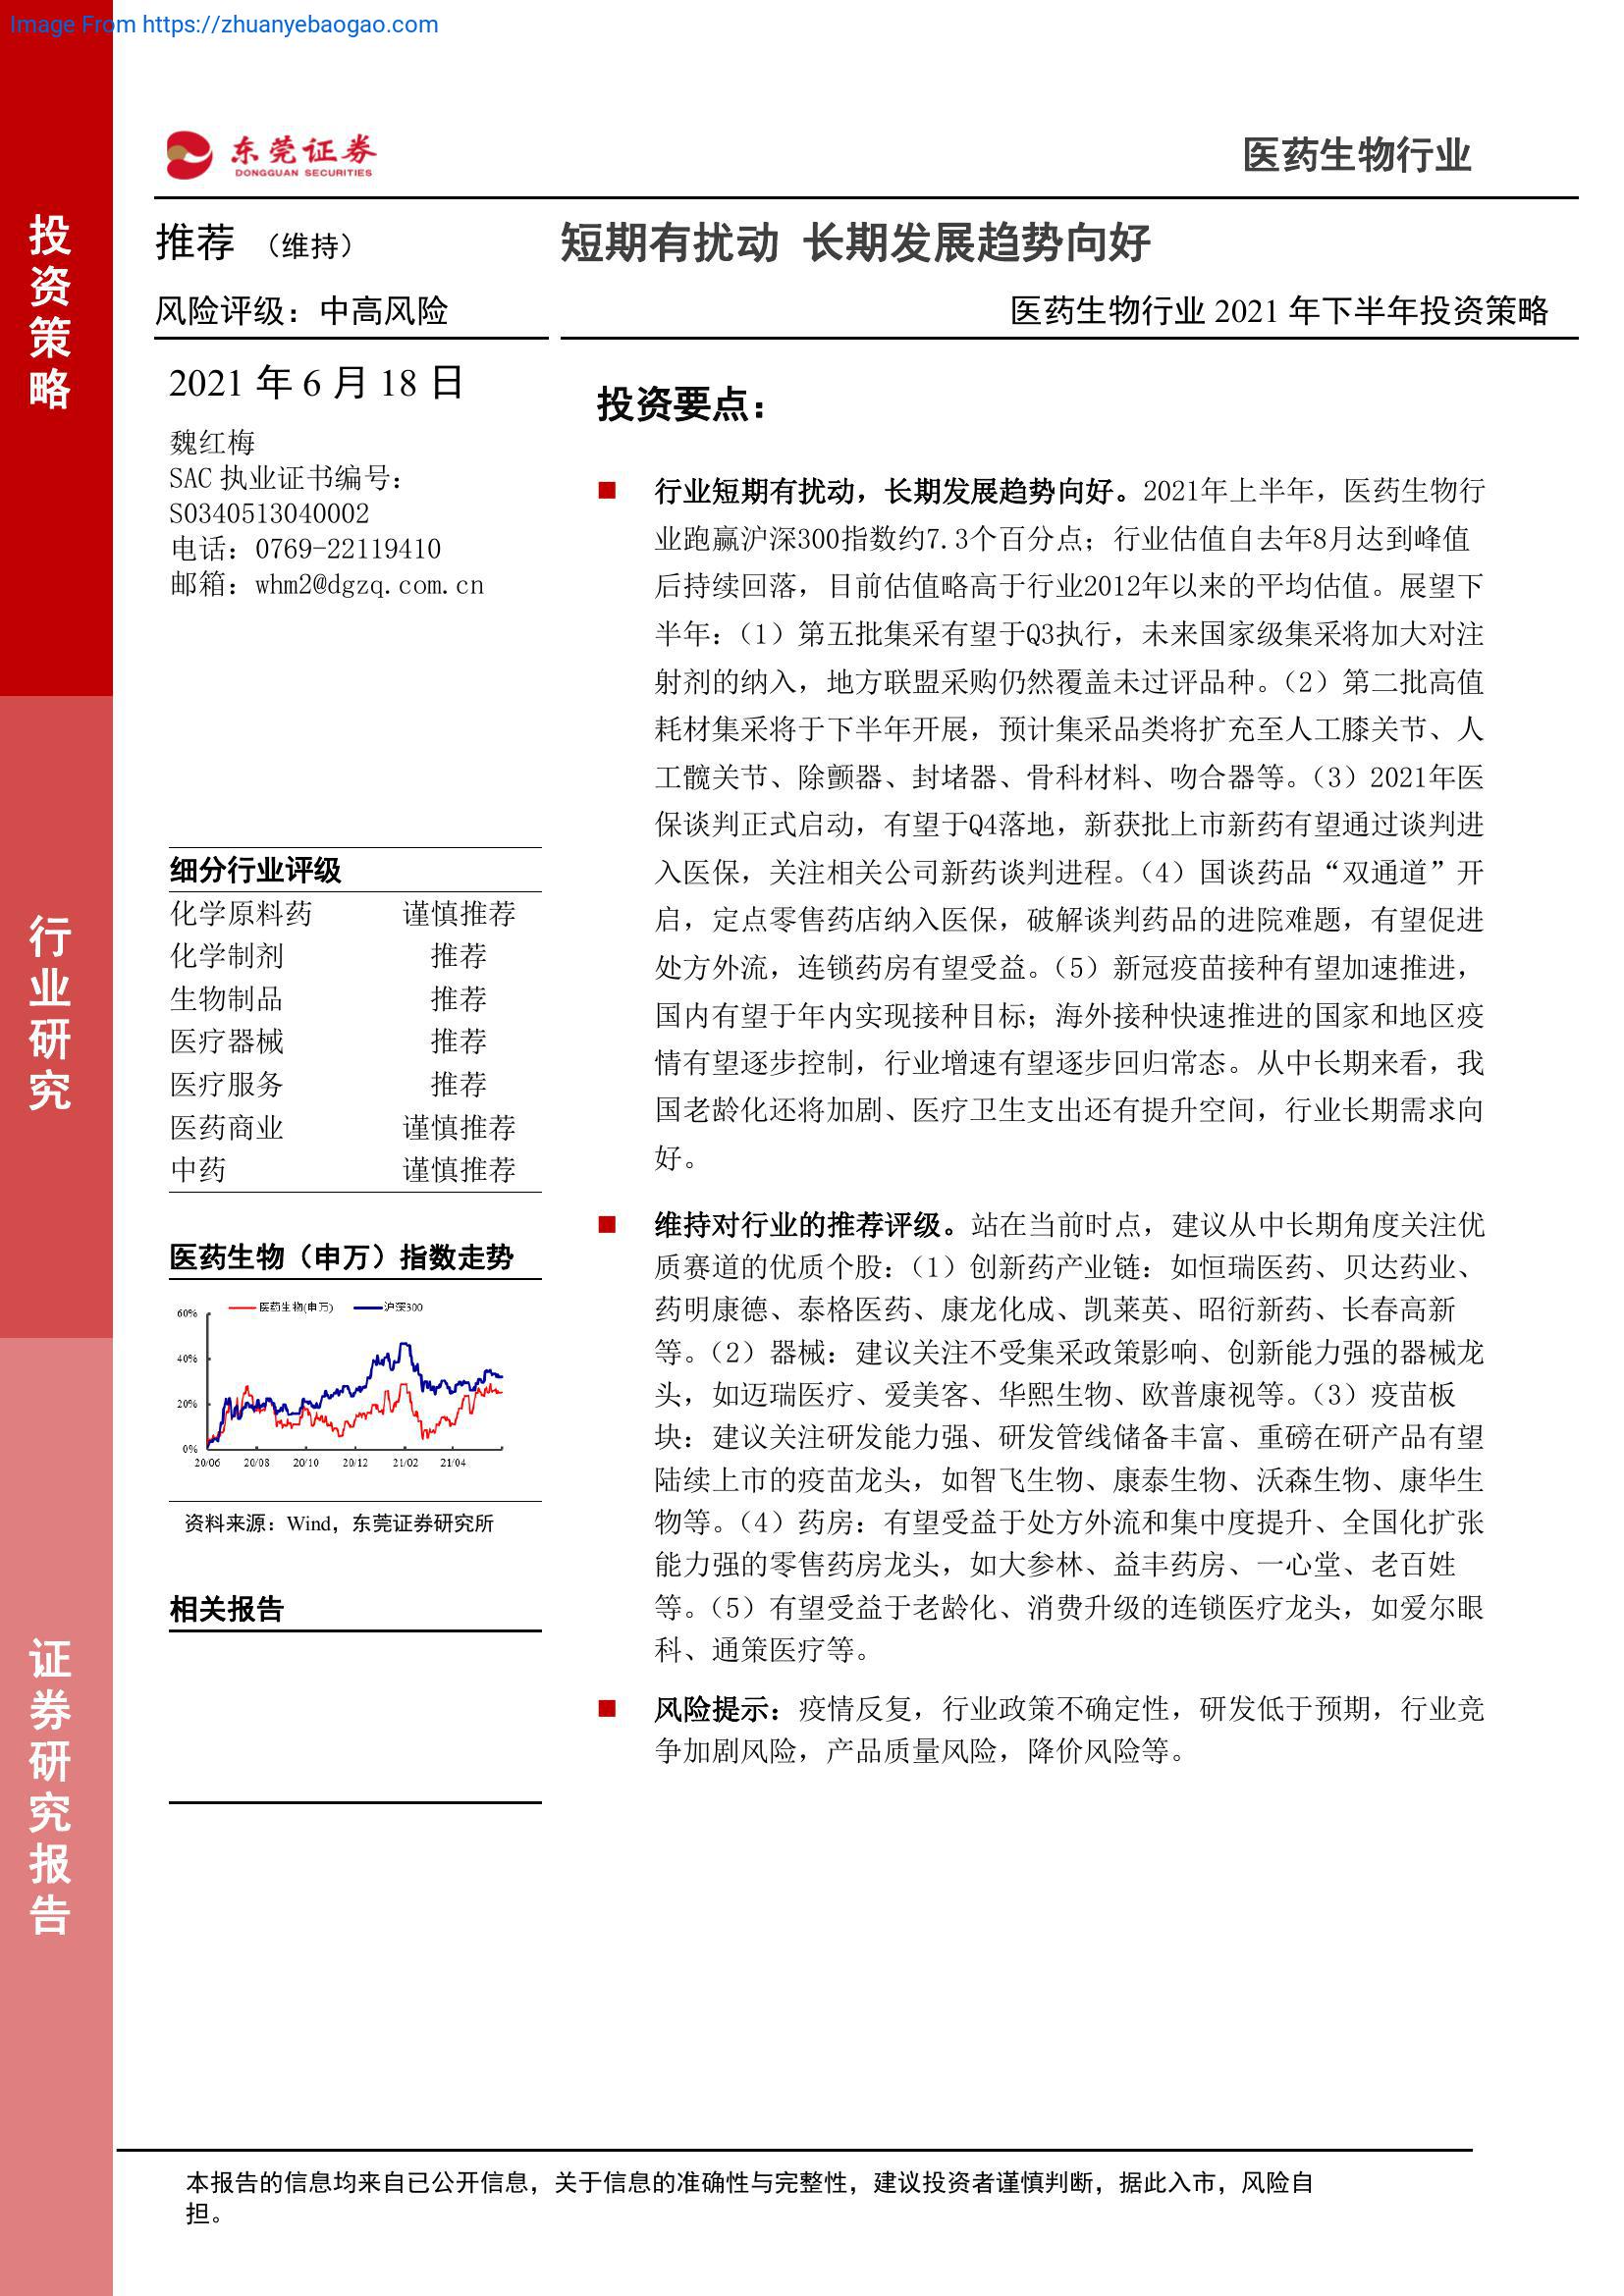 Image From https://zhuanyebaogao.com
投资策略
行业研究
证券研究报告
东莞证券
DONGGUAN SECURITIES
医药生物行业
推荐 （维持）
短期有扰动 长期发展趋势向好
风险评级：中高风险
医药生物行业 2021 年下半年投资策略
2021 年 6 月 18 日
魏红梅
SAC 执业证书编号：
S0340513040002
电话：0769-22119410
邮箱：whm2@dgzq.com.cn
细分行业评级
化学原料药 谨慎推荐
化学制剂 推荐
生物制品 推荐
医疗器械 推荐
医疗服务 推荐
医药商业 谨慎推荐
中药 谨慎推荐
医药生物（申万）指数走势
医药生物(申万) 沪深300
60%
40%
20%
0%
20/06 20/08 20/10 20/12 21/02 21/04
资料来源：Wind，东莞证券研究所
相关报告
投资要点：
行业短期有扰动，长期发展趋势向好。2021年上半年，医药生物行
业跑赢沪深300指数约7.3个百分点；行业估值自去年8月达到峰值
后持续回落，目前估值略高于行业2012年以来的平均估值。展望下
半年：（1）第五批集采有望于Q3执行，未来国家级集采将加大对注
射剂的纳入，地方联盟采购仍然覆盖未过评品种。（2）第二批高值
耗材集采将于下半年开展，预计集采品类将扩充至人工膝关节、人
工髋关节、除颤器、封堵器、骨科材料、吻合器等。（3）2021年医
保谈判正式启动，有望于Q4落地，新获批上市新药有望通过谈判进
入医保，关注相关公司新药谈判进程。（4）国谈药品“双通道”开
启，定点零售药店纳入医保，破解谈判药品的进院难题，有望促进
处方外流，连锁药房有望受益。（5）新冠疫苗接种有望加速推进，
国内有望于年内实现接种目标；海外接种快速推进的国家和地区疫
情有望逐步控制，行业增速有望逐步回归常态。从中长期来看，我
国老龄化还将加剧、医疗卫生支出还有提升空间，行业长期需求向
好。
维持对行业的推荐评级。站在当前时点，建议从中长期角度关注优
质赛道的优质个股：（1）创新药产业链：如恒瑞医药、贝达药业、
药明康德、泰格医药、康龙化成、凯莱英、昭衍新药、长春高新
等。（2）器械：建议关注不受集采政策影响、创新能力强的器械龙
头，如迈瑞医疗、爱美客、华熙生物、欧普康视等。（3）疫苗板
块：建议关注研发能力强、研发管线储备丰富、重磅在研产品有望
陆续上市的疫苗龙头，如智飞生物、康泰生物、沃森生物、康华生
物等。（4）药房：有望受益于处方外流和集中度提升、全国化扩张
能力强的零售药房龙头，如大参林、益丰药房、一心堂、老百姓
等。（5）有望受益于老龄化、消费升级的连锁医疗龙头，如爱尔眼
科、通策医疗等。
风险提示：疫情反复，行业政策不确定性，研发低于预期，行业竞
争加剧风险，产品质量风险，降价风险等。
本报告的信息均来自已公开信息，关于信息的准确性与完整性，建议投资者谨慎判断，据此入市，风险自
担。